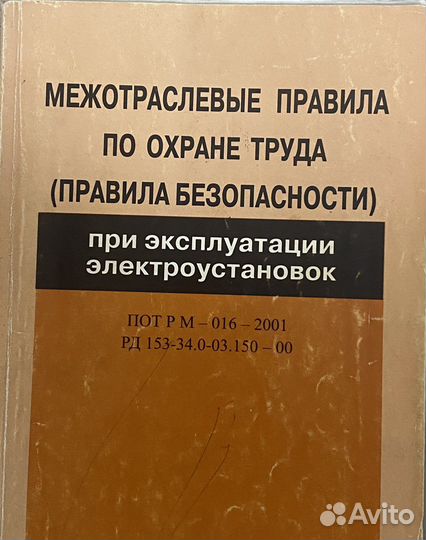 МЕЖОТРАСЛЕВЫЕ ПРАВИЛА
ПО ОХРАНЕ ТРУДА
(ПРАВИЛА БЕЗОПАСНОСТИ)
при эксплуатации
электроустановок
ПОТ Р М – 016 – 2001
РД 153-34.0-03.150 – 00
Avito